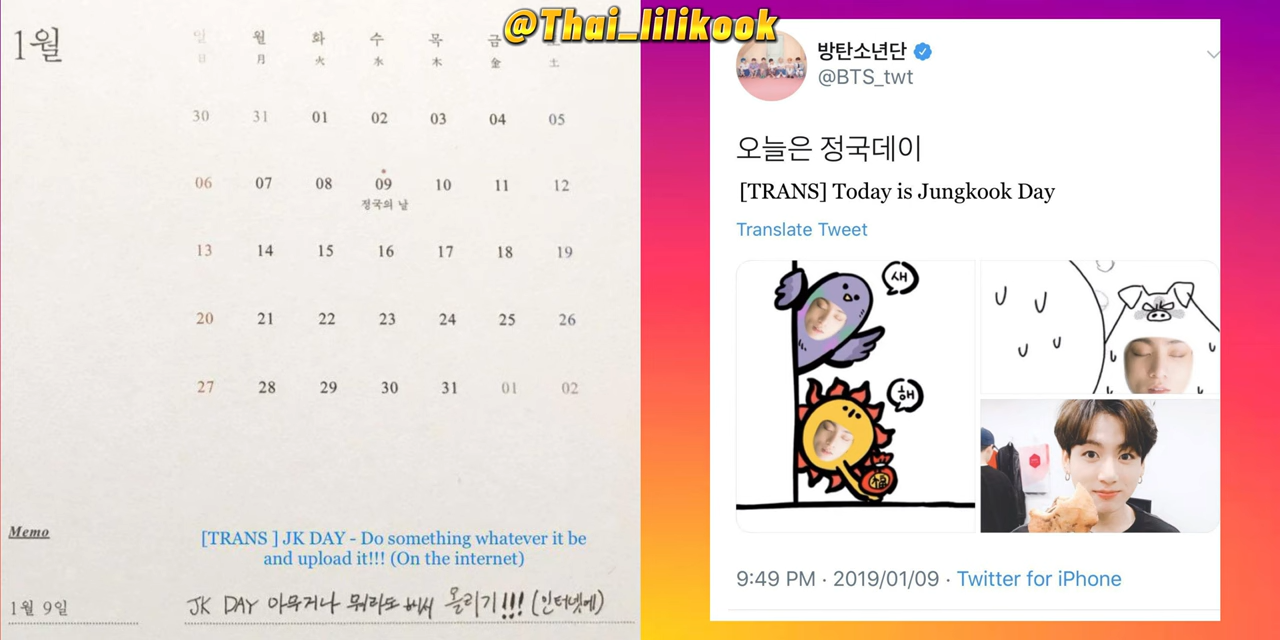 @Thai_lilikook
1월
일 월 화 수 목 금 토
日 月 火 水 木 金 土
30 31 01 02 03 04 05
06 07 08 09 10 11 12
정국의 날
13 14 15 16 17 18 19
20 21 22 23 24 25 26
27 28 29 30 31 01 02
Memo
[TRANS ] JK DAY - Do something whatever it be
and upload it!!! (On the internet)
1월 9일
JK DAY 아무거나 뭐라도 해서 올리기!!! (인터넷에)
방탄소년단
@BTS_twt
오늘은 정국데이
[TRANS] Today is Jungkook Day
Translate Tweet
새
해
福
9:49 PM · 2019/01/09 · Twitter for iPhone